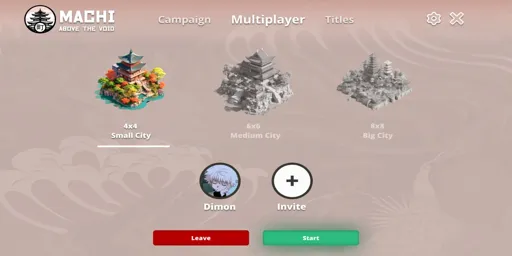 MACHI
ABOVE THE VOID
Campaign
Multiplayer
Titles
4x4
Small City
6x6
Medium City
8x8
Big City
Dimon
Invite
Leave
Start